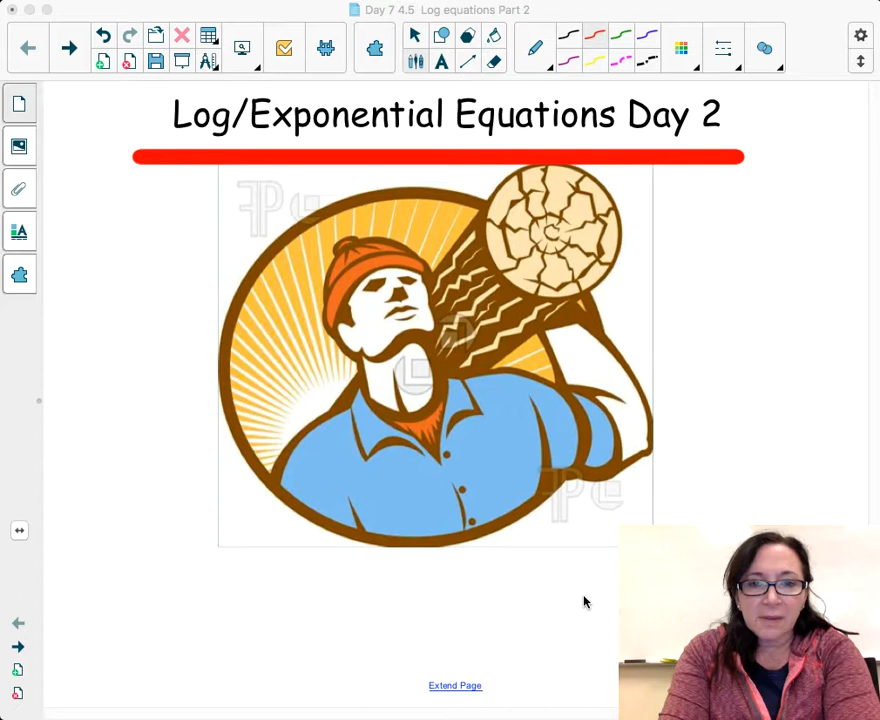 Day 7 4.5 Log equations Part 2
Log/Exponential Equations Day 2
Extend Page